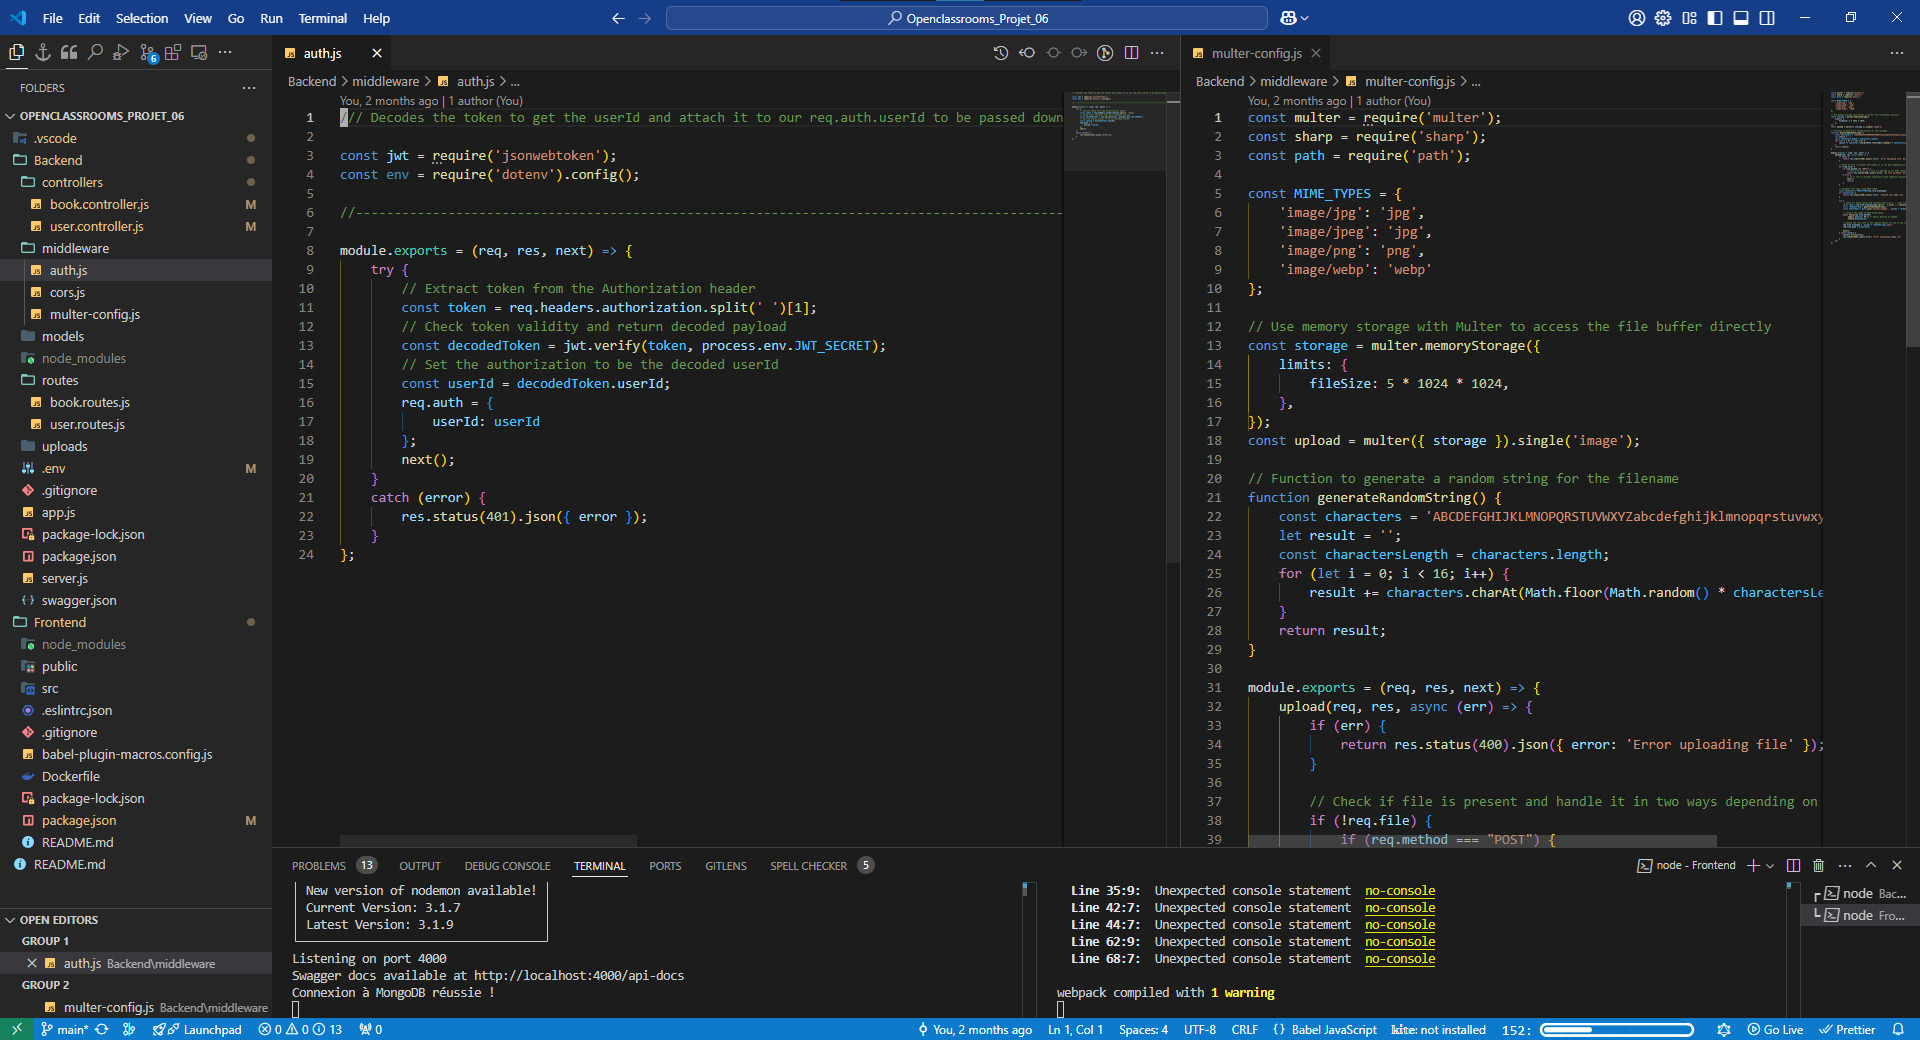 File Edit Selection View Go Run Terminal Help
Openclassrooms_Projet_06
FOLDERS
OPENCLASSROOMS_PROJET_06
.vscode
Backend
controllers
book.controller.js M
user.controller.js M
middleware
auth.js
cors.js
multer-config.js
models
node_modules
routes
book.routes.js
user.routes.js
uploads
.env M
.gitignore
app.js
package-lock.json
package.json
server.js
swagger.json
Frontend
node_modules
public
src
.eslintrc.json
.gitignore
babel-plugin-macros.config.js
Dockerfile
package-lock.json
package.json M
README.md
README.md
OPEN EDITORS
GROUP 1
auth.js Backend\middleware
GROUP 2
multer-config.js Backend\middleware
auth.js
Backend > middleware > auth.js > ...
You, 2 months ago | 1 author (You)
1 // Decodes the token to get the userId and attach it to our req.auth.userId to be passed down
2
3 const jwt = require('jsonwebtoken');
4 const env = require('dotenv').config();
5
6 //--------------------------------------------------------------------------------------------
7
8 module.exports = (req, res, next) => {
9 try {
10 // Extract token from the Authorization header
11 const token = req.headers.authorization.split(' ')[1];
12 // Check token validity and return decoded payload
13 const decodedToken = jwt.verify(token, process.env.JWT_SECRET);
14 // Set the authorization to be the decoded userId
15 const userId = decodedToken.userId;
16 req.auth = {
17 userId: userId
18 };
19 next();
20 }
21 catch (error) {
22 res.status(401).json({ error });
23 }
24 };
multer-config.js
Backend > middleware > multer-config.js > ...
You, 2 months ago | 1 author (You)
1 const multer = require('multer');
2 const sharp = require('sharp');
3 const path = require('path');
4
5 const MIME_TYPES = {
6 'image/jpg': 'jpg',
7 'image/jpeg': 'jpg',
8 'image/png': 'png',
9 'image/webp': 'webp'
10 };
11
12 // Use memory storage with Multer to access the file buffer directly
13 const storage = multer.memoryStorage({
14 limits: {
15 fileSize: 5 * 1024 * 1024,
16 },
17 });
18 const upload = multer({ storage }).single('image');
19
20 // Function to generate a random string for the filename
21 function generateRandomString() {
22 const characters = 'ABCDEFGHIJKLMNOPQRSTUVWXYZabcdefghijklmnopqrstuvwxy
23 let result = '';
24 const charactersLength = characters.length;
25 for (let i = 0; i < 16; i++) {
26 result += characters.charAt(Math.floor(Math.random() * charactersLe
27 }
28 return result;
29 }
30
31 module.exports = (req, res, next) => {
32 upload(req, res, async (err) => {
33 if (err) {
34 return res.status(400).json({ error: 'Error uploading file' });
35 }
36
37 // Check if file is present and handle it in two ways depending on
38 if (!req.file) {
39 if (req.method === "POST") {
PROBLEMS 13 OUTPUT DEBUG CONSOLE TERMINAL PORTS GITLENS SPELL CHECKER 5
node - Frontend
New version of nodemon available!
Current Version: 3.1.7
Latest Version: 3.1.9
Listening on port 4000
Swagger docs available at http://localhost:4000/api-docs
Connexion à MongoDB réussie !
Line 35:9: Unexpected console statement no-console
Line 42:7: Unexpected console statement no-console
Line 44:7: Unexpected console statement no-console
Line 62:9: Unexpected console statement no-console
Line 68:7: Unexpected console statement no-console
webpack compiled with 1 warning
node Bac...
node Fro...
main* Launchpad 0 0 13 0 You, 2 months ago Ln 1, Col 1 Spaces: 4 UTF-8 CRLF {} Babel JavaScript kite: not installed 152: Go Live Prettier